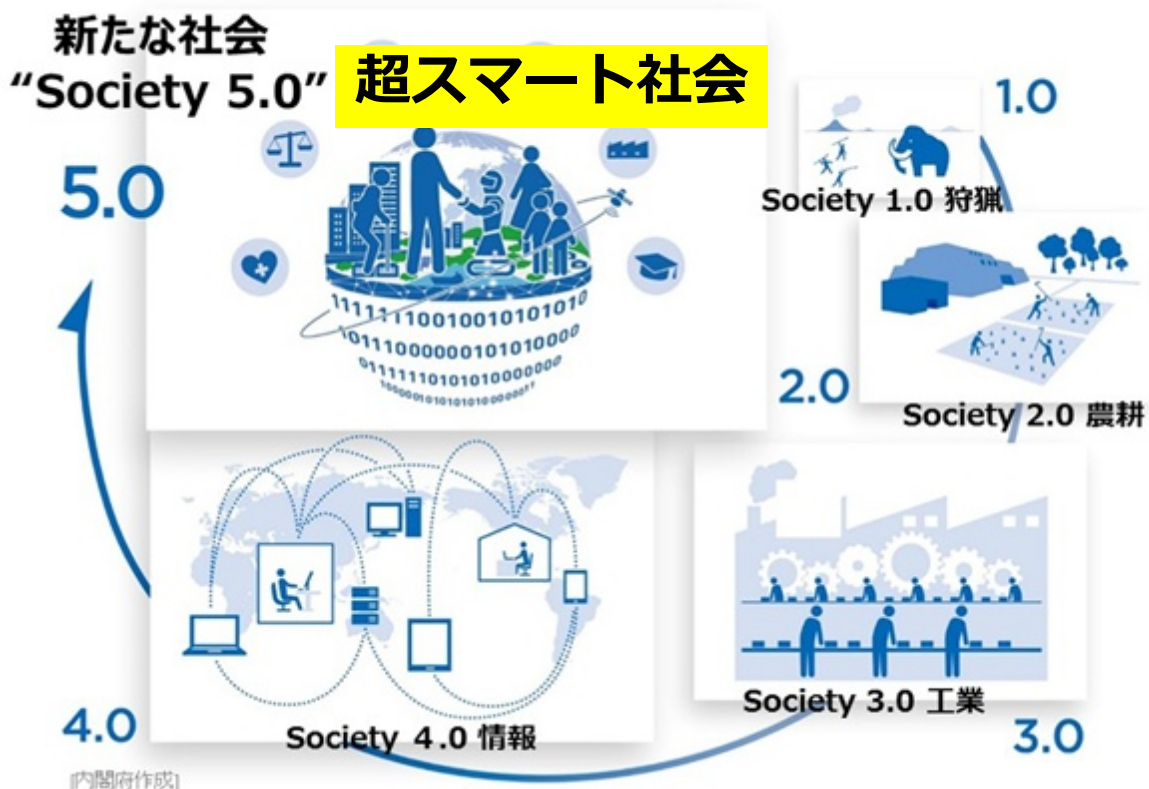 新たな社会
“Society 5.0”
超スマート社会
5.0
1.0
Society 1.0 狩猟
2.0
Society 2.0 農耕
Society 3.0 工業
3.0
4.0
Society ４.0 情報
[内閣府作成]